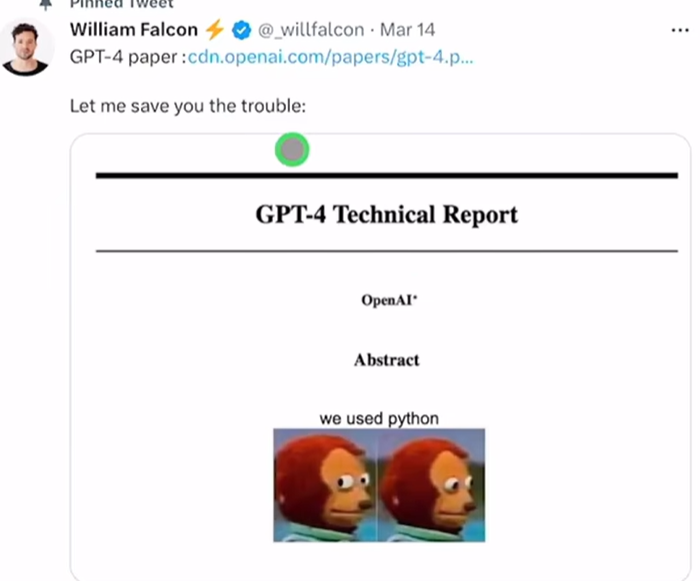 Pinned Tweet
William Falcon ⚡ @_willfalcon · Mar 14
GPT-4 paper :cdn.openai.com/papers/gpt-4.p...
Let me save you the trouble:
GPT-4 Technical Report
OpenAI*
Abstract
we used python